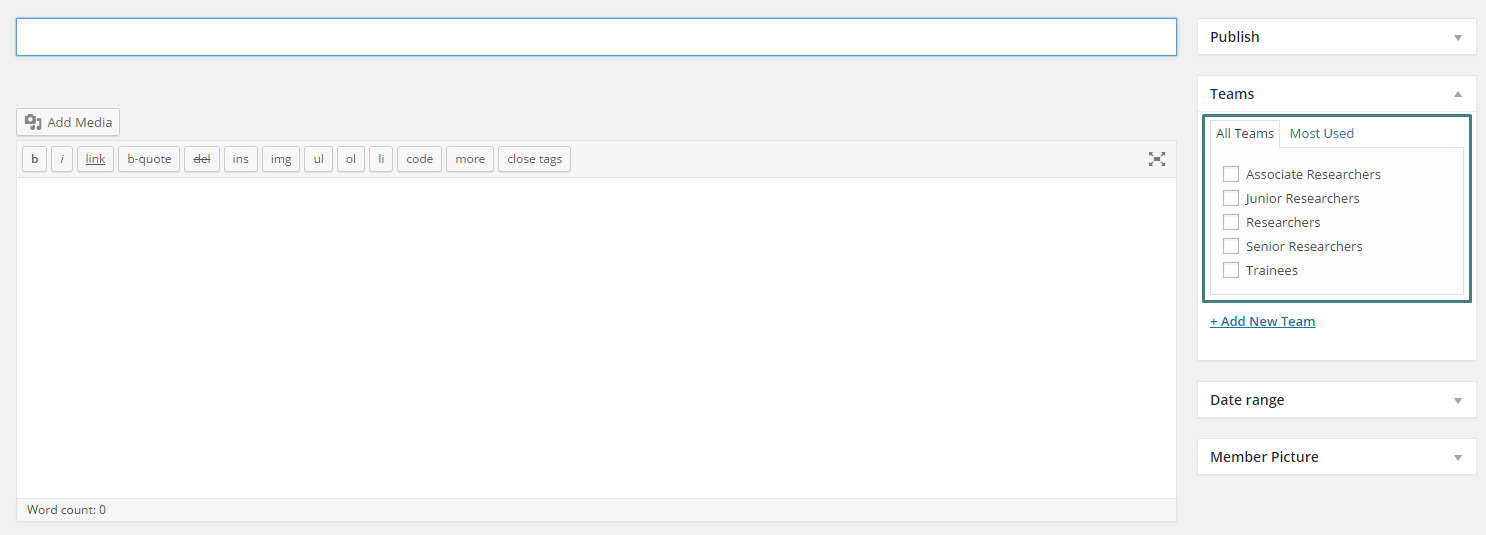 Publish
Teams
All Teams Most Used
Associate Researchers
Junior Researchers
Researchers
Senior Researchers
Trainees
+ Add New Team
Date range
Member Picture
Add Media
b i link b-quote del ins img ul ol li code more close tags
Word count: 0